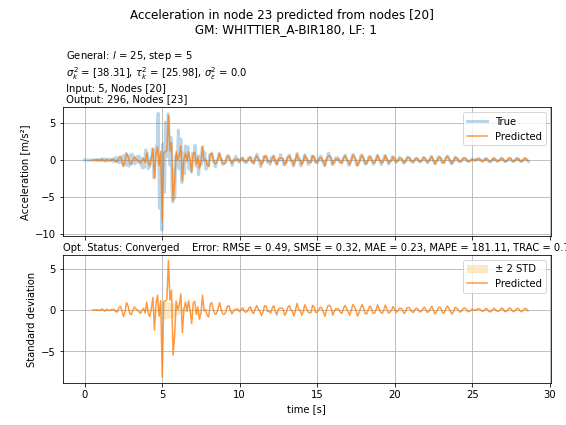 Acceleration in node 23 predicted from nodes [20]
GM: WHITTIER_A-BIR180, LF: 1
General: l = 25, step = 5
σ²ₖ = [38.31], τ²ₖ = [25.98], σ²ε = 0.0
Input: 5, Nodes [20]
Output: 296, Nodes [23]
5
0
−5
−10
Acceleration [m/s²]
True
Predicted
Opt. Status: Converged Error: RMSE = 0.49, SMSE = 0.32, MAE = 0.23, MAPE = 181.11, TRAC = 0.7
5
0
−5
Standard deviation
± 2 STD
Predicted
0 5 10 15 20 25 30
time [s]